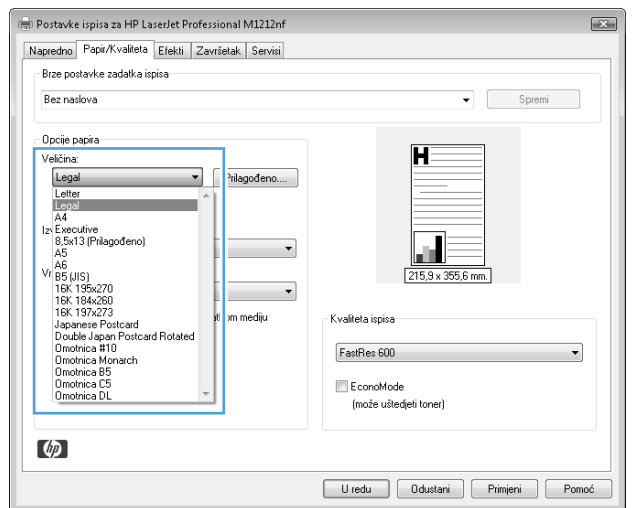 Postavke ispisa za HP LaserJet Professional M1212nf
Napredno Papir/Kvaliteta Efekti Završetak Servisi
Brze postavke zadatka ispisa
Bez naslova
Spremi
Opcije papira
Veličina:
Legal
Prilagođeno....
Letter
Legal
A4
Executive
8,5x13 (Prilagođeno)
A5
A6
B5 (JIS)
16K 195x270
16K 184x260
16K 197x273
Japanese Postcard
Double Japan Postcard Rotated
Omotnica #10
Omotnica Monarch
Omotnica B5
Omotnica C5
Omotnica DL
mediju
H
215,9 x 355,6 mm.
Kvaliteta ispisa
FastRes 600
EconoMode
(može uštedjeti toner)
hp
U redu Odustani Primjeni Pomoć